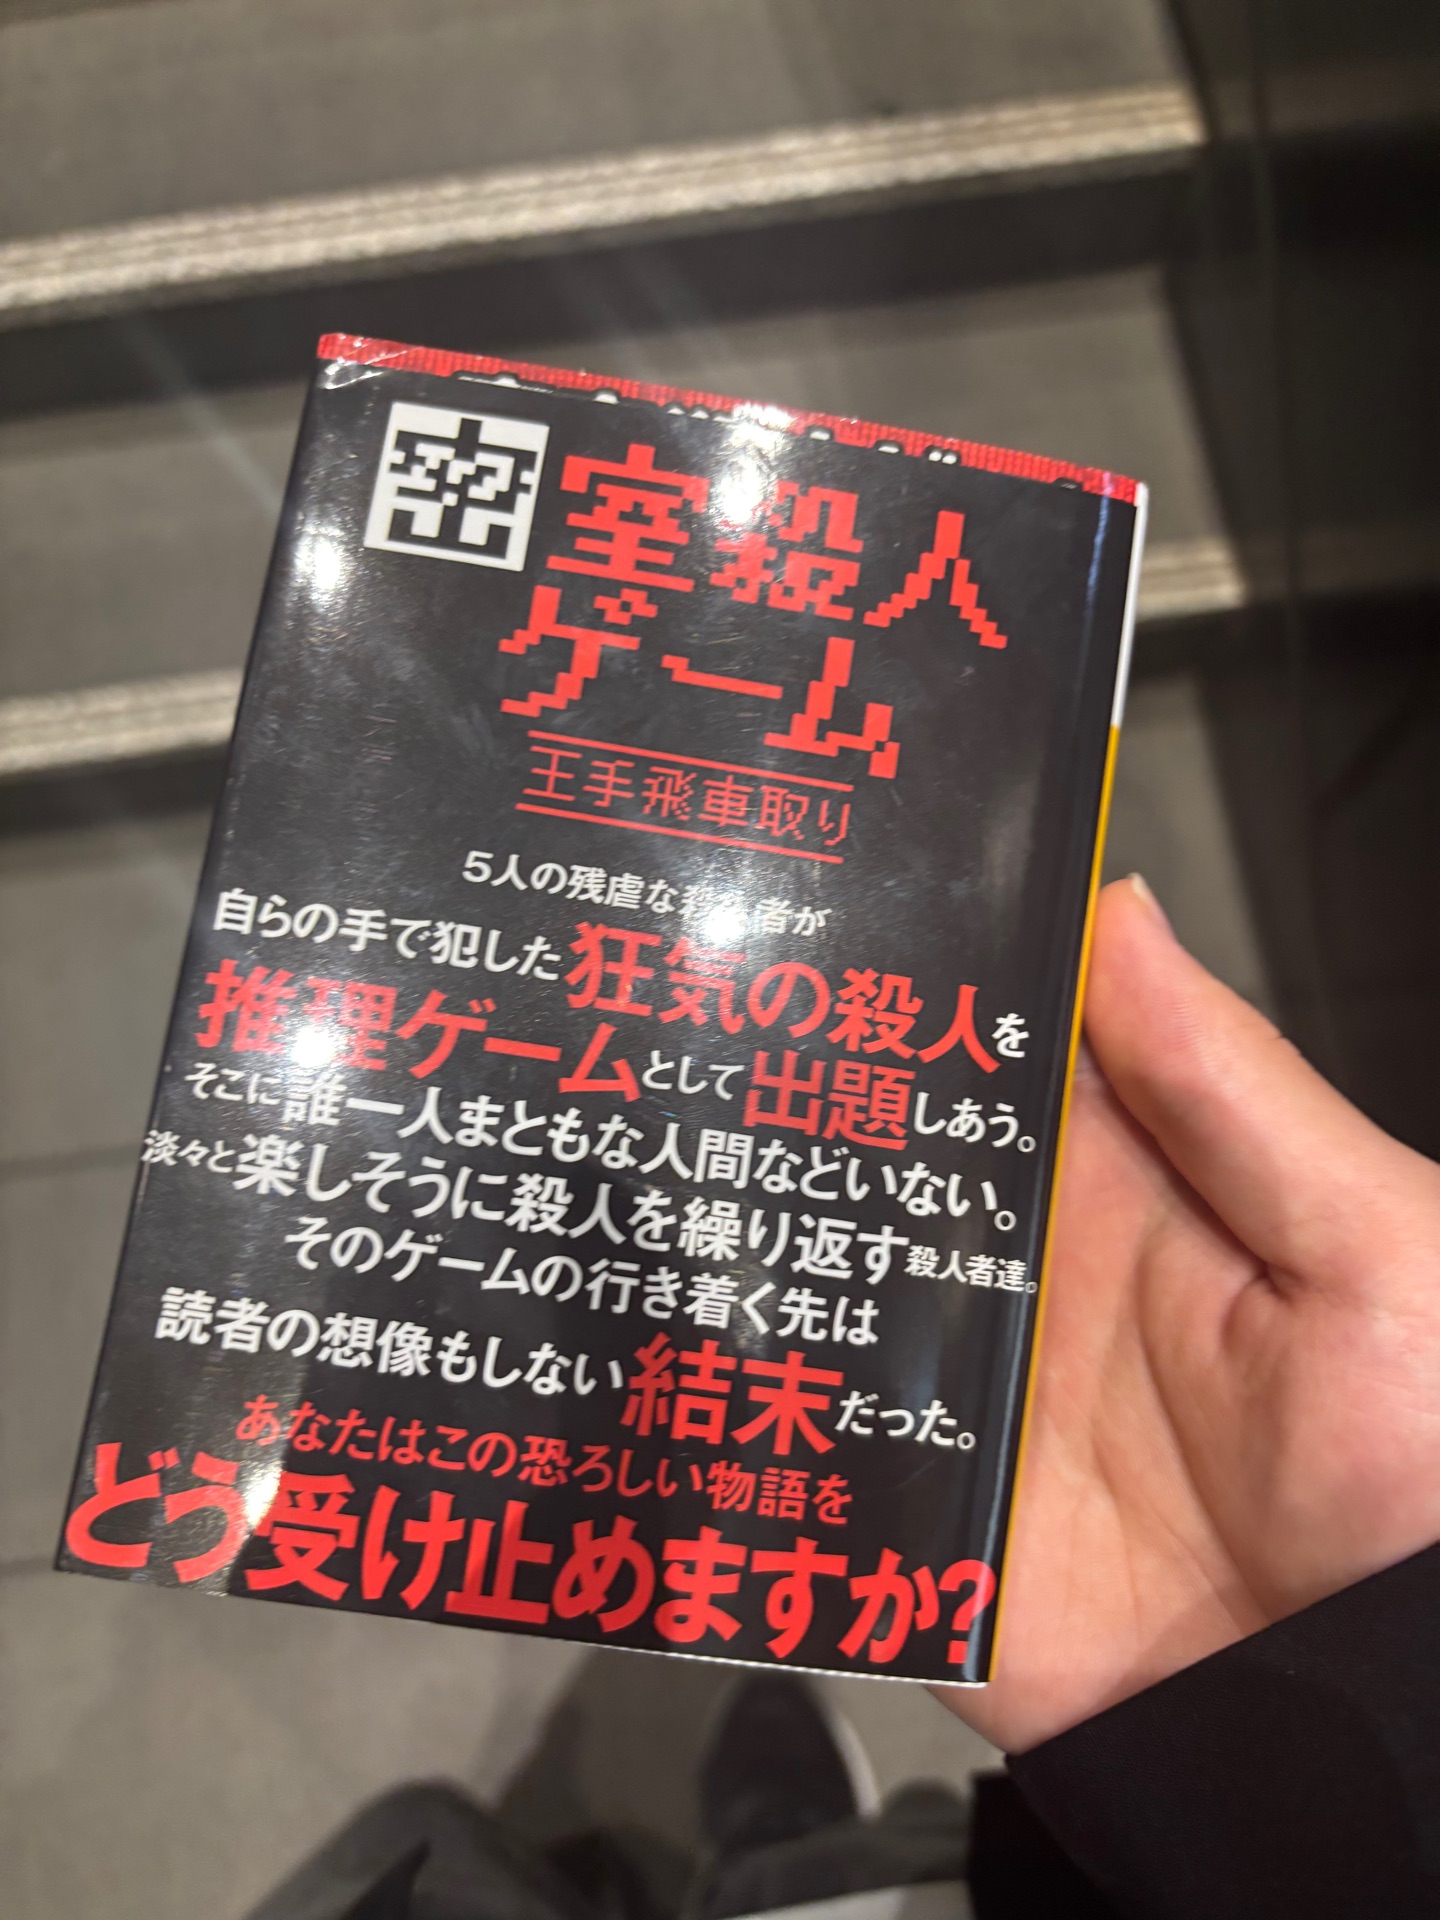 密室殺人
ゲーム
王手飛車取り
5人の残虐な殺 者が
自らの手で犯した狂気の殺人を
推理ゲームとして出題しあう。
そこに誰一人まともな人間などいない。
淡々と楽しそうに殺人を繰り返す殺人者達。
そのゲームの行き着く先は
読者の想像もしない結末だった。
あなたはこの恐ろしい物語を
どう受け止めますか?